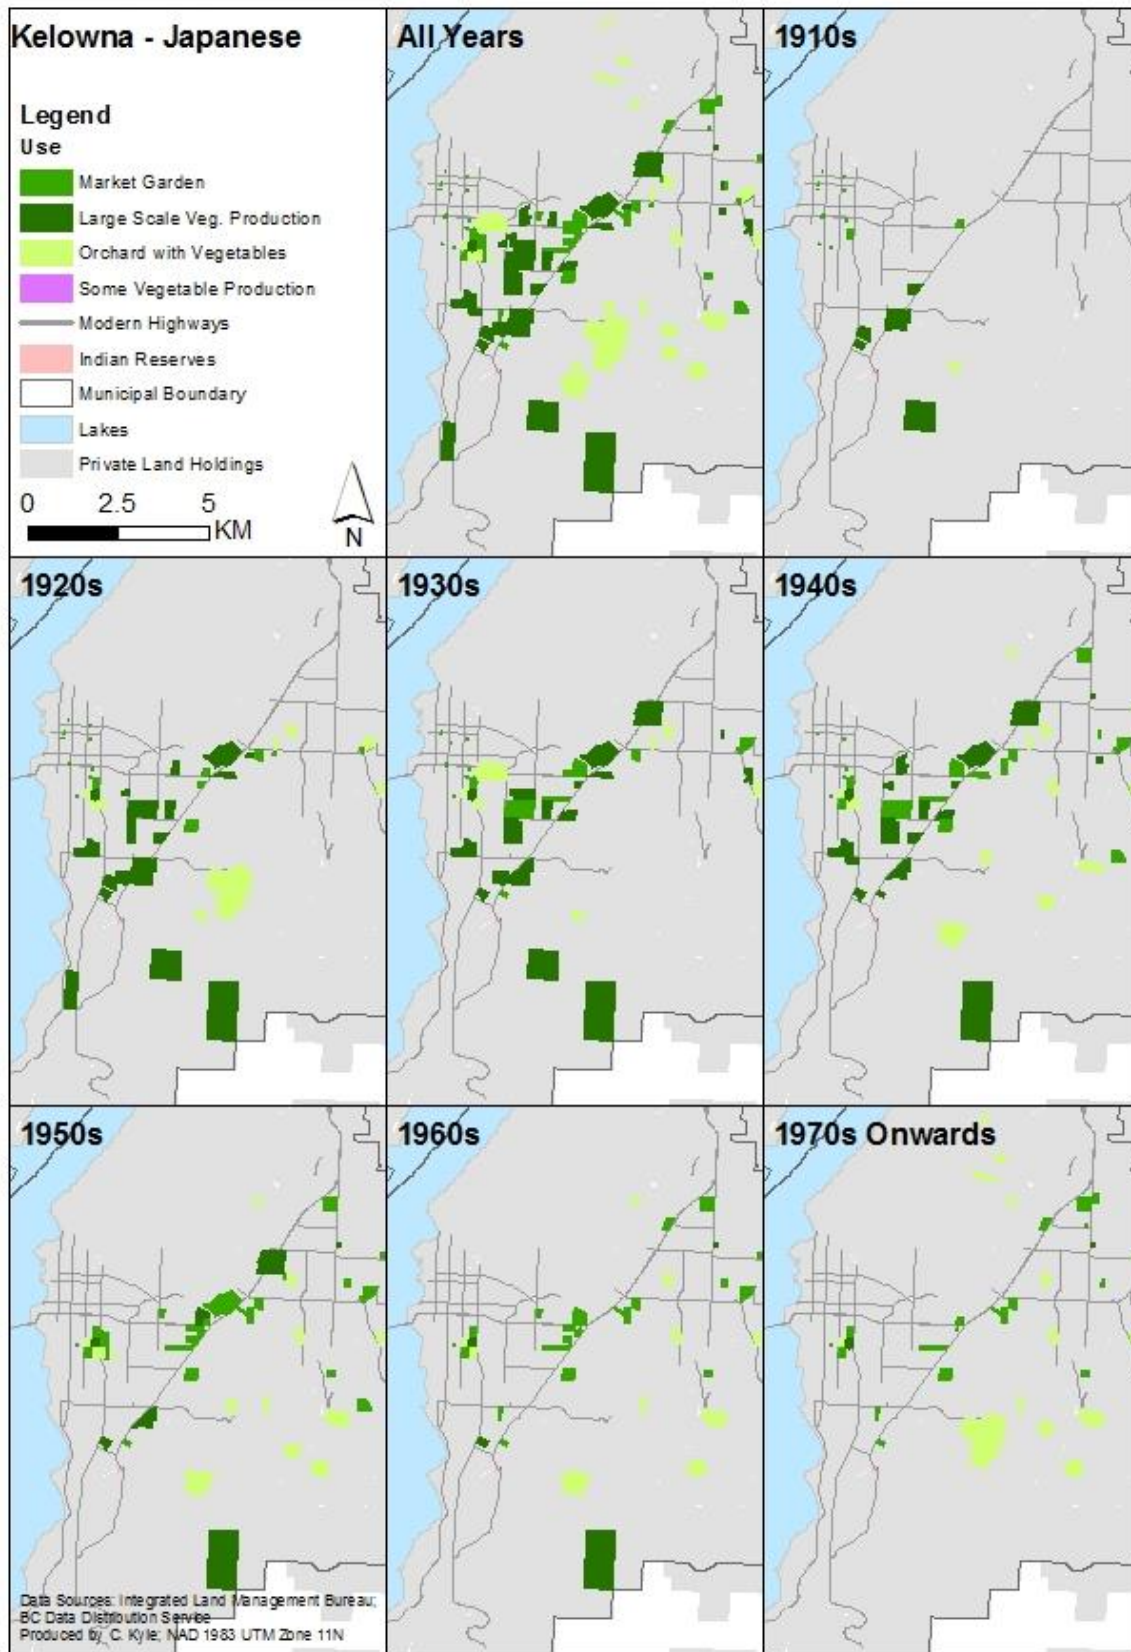 Kelowna - Japanese
Legend
Use
Market Garden
Large Scale Veg. Production
Orchard with Vegetables
Some Vegetable Production
Modern Highways
Indian Reserves
Municipal Boundary
Lakes
Private Land Holdings
0 2.5 5
KM
N
All Years
1910s
1920s
1930s
1940s
1950s
1960s
1970s Onwards
Data Sources: Integrated Land Management Bureau;
BC Data Distribution Service
Produced by C. Kyle; NAD 1983 UTM Zone 11N